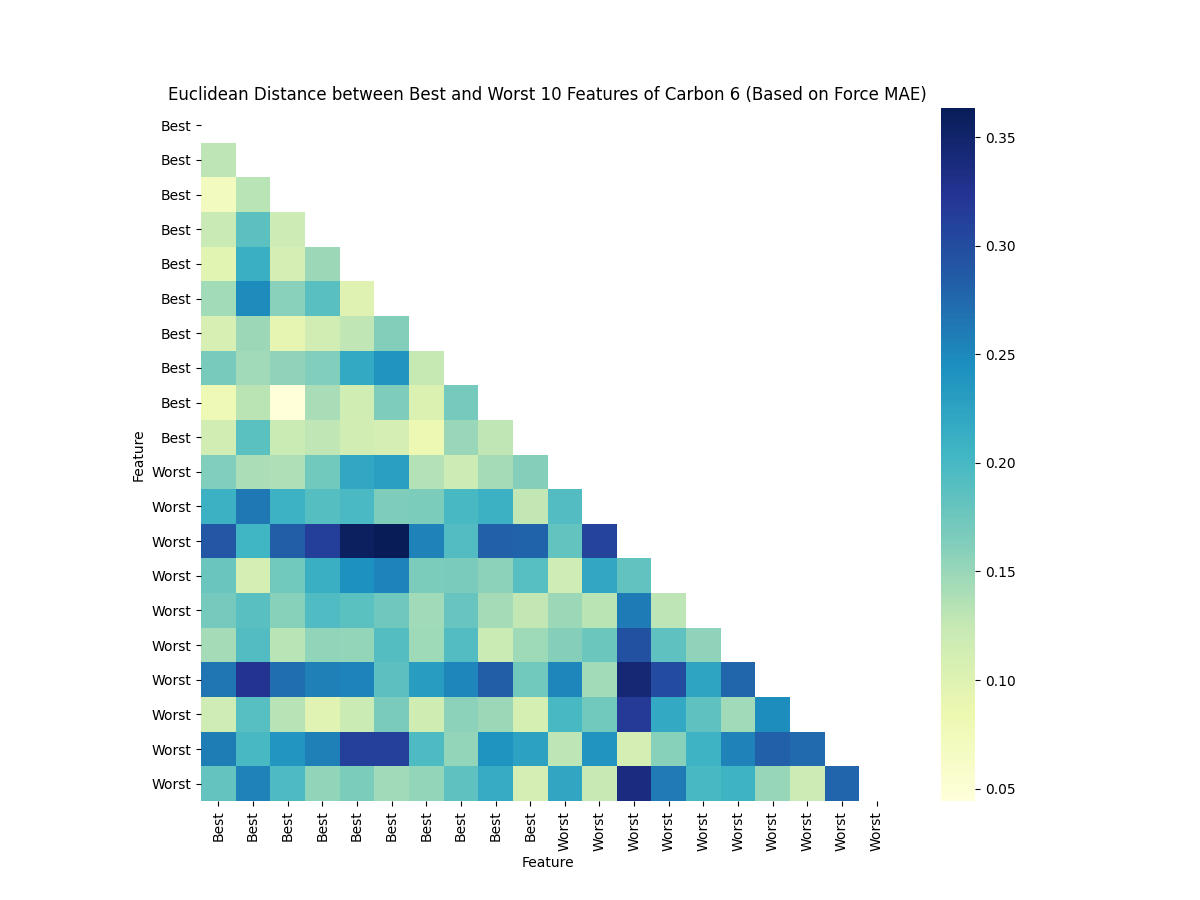 Euclidean Distance between Best and Worst 10 Features of Carbon 6 (Based on Force MAE)
Best
Best
Best
Best
Best
Best
Best
Best
Best
Best
Worst
Worst
Worst
Worst
Worst
Worst
Worst
Worst
Worst
Worst
Feature
Best Best Best Best Best Best Best Best Best Best Worst Worst Worst Worst Worst Worst Worst Worst Worst Worst
Feature
0.35
0.30
0.25
0.20
0.15
0.10
0.05